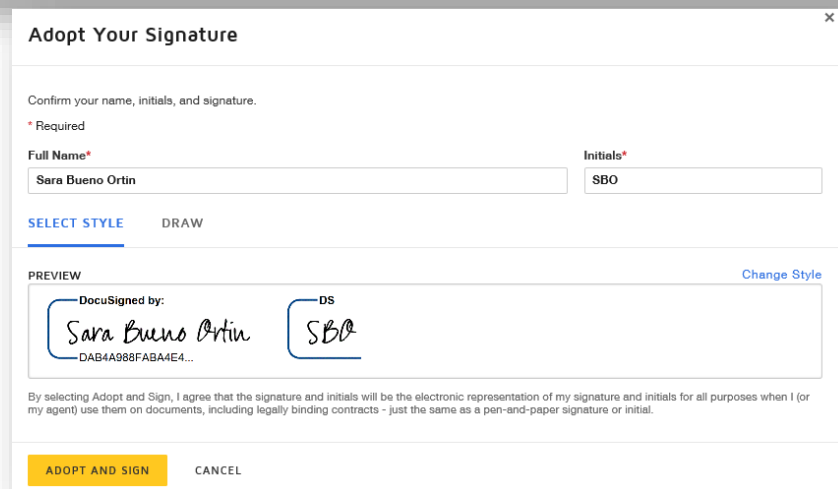 Adopt Your Signature
×
Confirm your name, initials, and signature.
* Required
Full Name*
Initials*
Sara Bueno Ortin
SBO
SELECT STYLE
DRAW
PREVIEW
Change Style
DocuSigned by:
Sara Bueno Ortin
DAB4A988FABA4E4...
DS
SBO
By selecting Adopt and Sign, I agree that the signature and initials will be the electronic representation of my signature and initials for all purposes when I (or
my agent) use them on documents, including legally binding contracts - just the same as a pen-and-paper signature or initial.
ADOPT AND SIGN
CANCEL